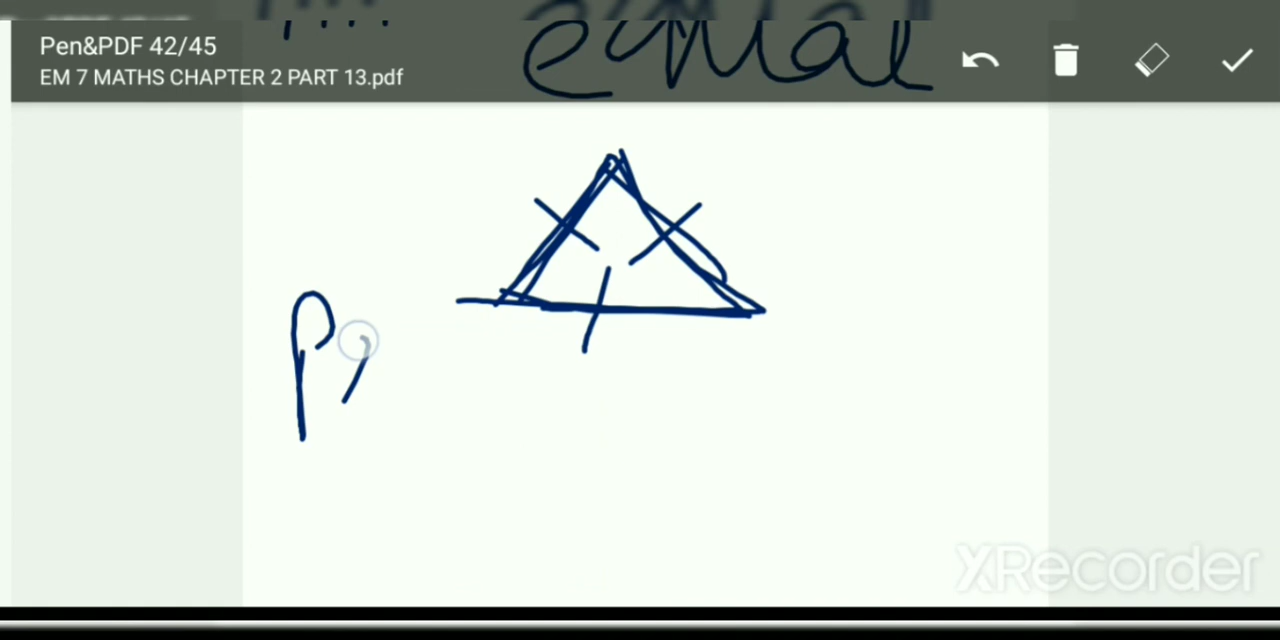 equal
Pen&PDF 42/45
EM 7 MATHS CHAPTER 2 PART 13.pdf
P,
XRecorder